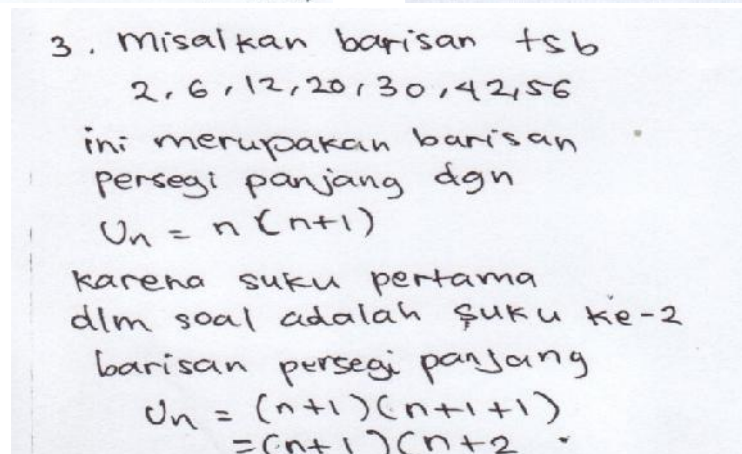 3. Misalkan barisan tsb
2, 6, 12, 20, 30, 42, 56
ini merupakan barisan
persegi panjang dgn
Un = n(n+1)
karena suku pertama
dlm soal adalah suku ke-2
barisan persegi panjang
Un = (n+1)(n+1+1)
=(n+1)(n+2